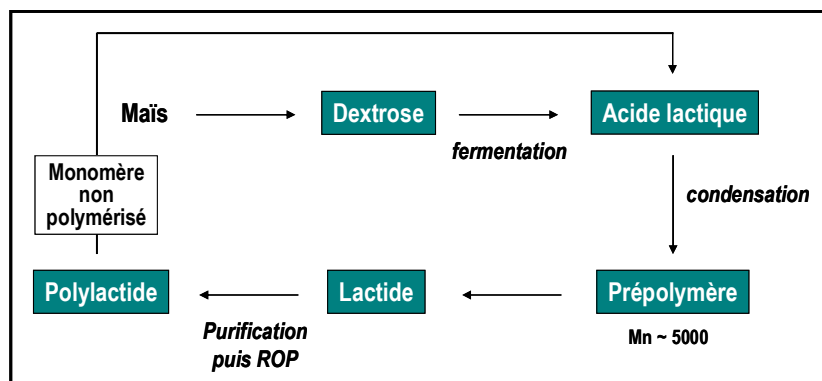 Maïs
Dextrose
Acide lactique
fermentation
Monomère
non
polymérisé
condensation
Polylactide
Lactide
Prépolymère
Purification
puis ROP
Mn ~ 5000